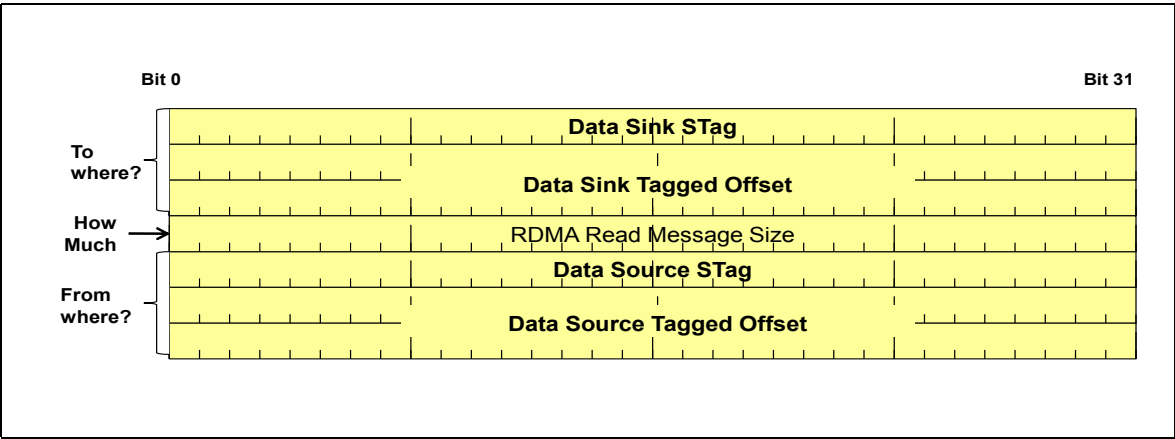 Bit 0
Bit 31
Data Sink STag
To
where?
Data Sink Tagged Offset
How
Much
RDMA Read Message Size
Data Source STag
From
where?
Data Source Tagged Offset